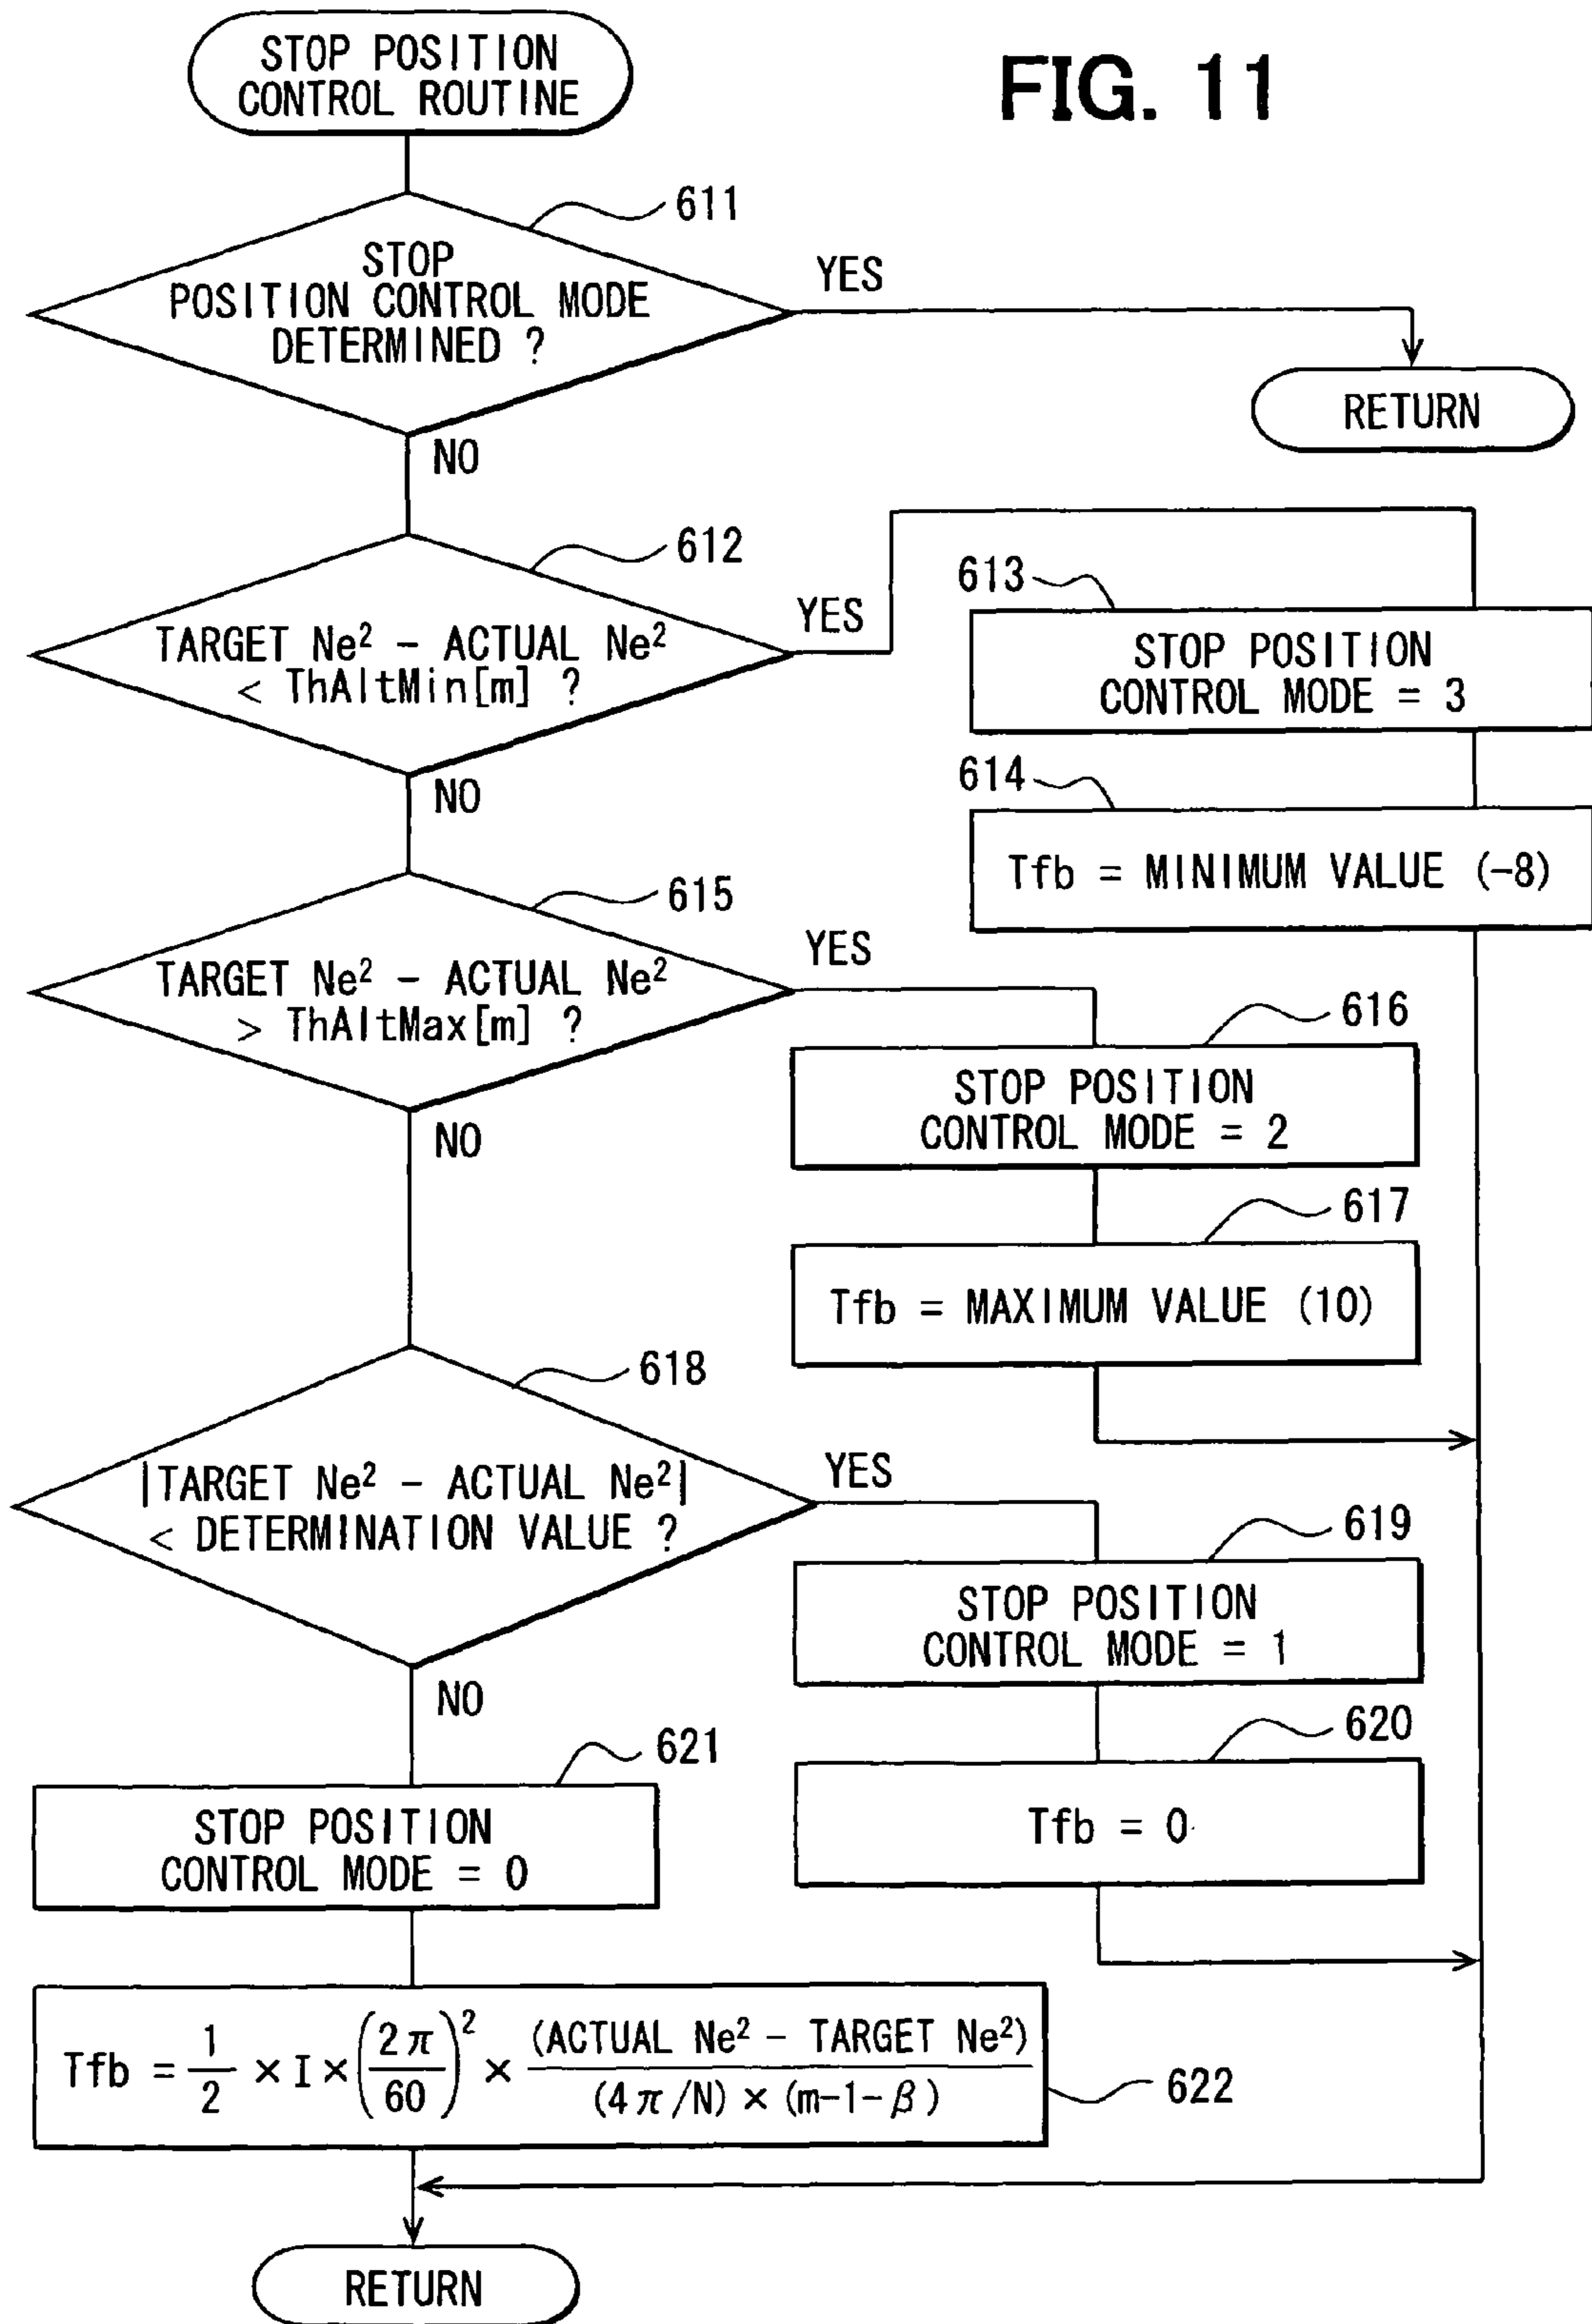 FIG. 11
STOP POSITION
CONTROL ROUTINE
611
STOP
POSITION CONTROL MODE
DETERMINED ?
YES
RETURN
NO
612
TARGET Ne² - ACTUAL Ne²
< ThAltMin[m] ?
YES
613
STOP POSITION
CONTROL MODE = 3
614
Tfb = MINIMUM VALUE (-8)
NO
615
TARGET Ne² - ACTUAL Ne²
> ThAltMax[m] ?
YES
616
STOP POSITION
CONTROL MODE = 2
617
Tfb = MAXIMUM VALUE (10)
NO
618
|TARGET Ne² - ACTUAL Ne²|
< DETERMINATION VALUE ?
YES
619
STOP POSITION
CONTROL MODE = 1
620
Tfb = 0
NO
621
STOP POSITION
CONTROL MODE = 0
Tfb = 1/2 × I × (2π/60)² × (ACTUAL Ne² - TARGET Ne²)/(4π/N) × (m-1-β)
622
RETURN